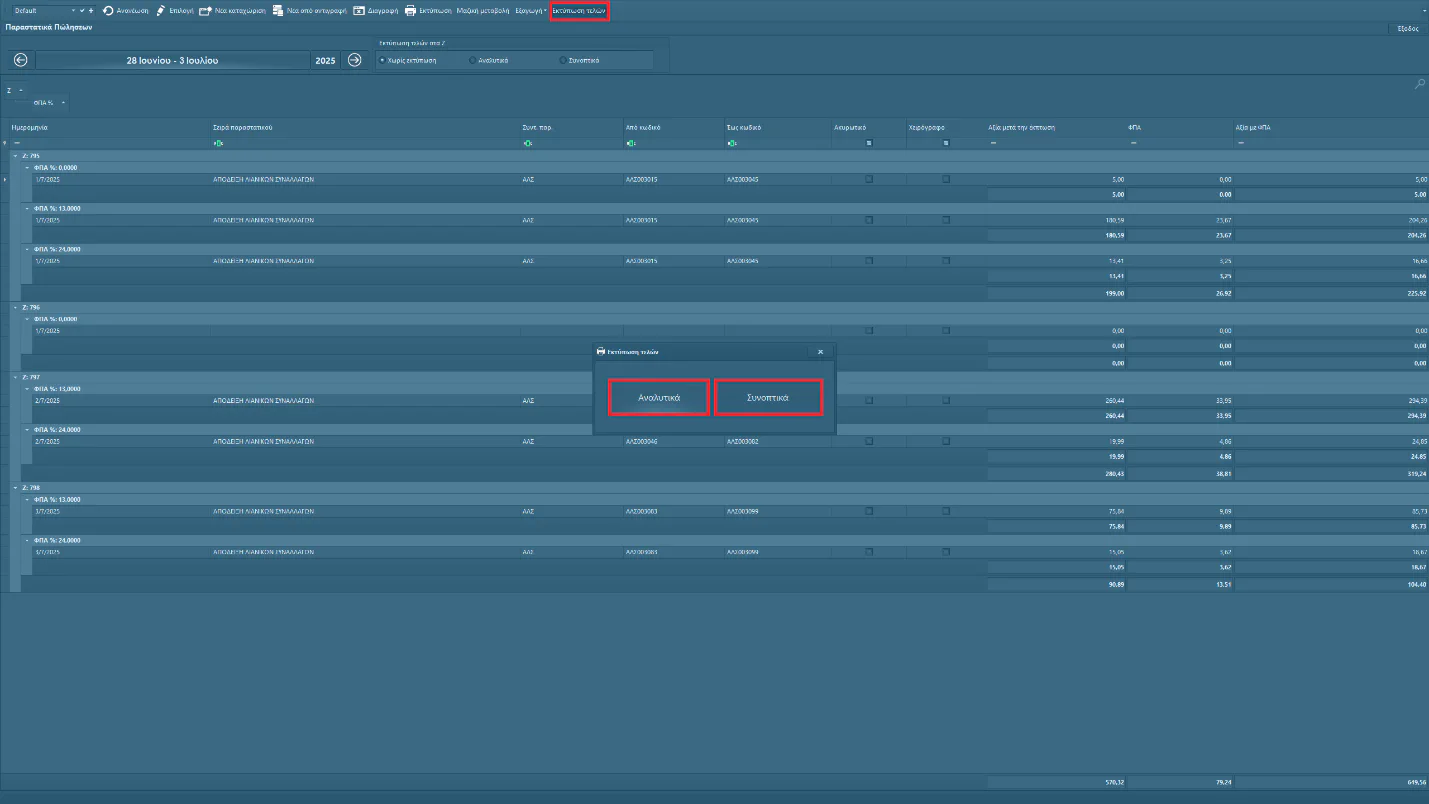 Default Ανανέωση Επιλογή Νέα καταχώριση Νέα από αντιγραφή Διαγραφή Εκτύπωση Μαζική μεταβολή Εξαγωγή Εκτύπωση τελών
Παραστατικά Πώλησεων Έξοδος
Εκτύπωση τελών στα Ζ
28 Ιουνίου - 3 Ιουλίου 2025 Χωρίς εκτύπωση Αναλυτικά Συνοπτικά
Ζ
ΦΠΑ %
Ημερομηνία Σειρά παραστατικού Συντ. παρ. Από κωδικό Έως κωδικό Ακυρωτικό Χειρόγραφο Αξία μετά την έκπτωση ΦΠΑ Αξία με ΦΠΑ
Ζ: 795
ΦΠΑ %: 0,0000
1/7/2025 ΑΠΟΔΕΙΞΗ ΛΙΑΝΙΚΩΝ ΣΥΝΑΛΛΑΓΩΝ ΑΛΣ ΑΛΣ003015 ΑΛΣ003045 5,00 0,00 5,00
5,00 0,00 5,00
ΦΠΑ %: 13,0000
1/7/2025 ΑΠΟΔΕΙΞΗ ΛΙΑΝΙΚΩΝ ΣΥΝΑΛΛΑΓΩΝ ΑΛΣ ΑΛΣ003015 ΑΛΣ003045 180,59 23,67 204,26
180,59 23,67 204,26
ΦΠΑ %: 24,0000
1/7/2025 ΑΠΟΔΕΙΞΗ ΛΙΑΝΙΚΩΝ ΣΥΝΑΛΛΑΓΩΝ ΑΛΣ ΑΛΣ003015 ΑΛΣ003045 13,41 3,25 16,66
13,41 3,25 16,66
199,00 26,92 225,92
Ζ: 796
ΦΠΑ %: 0,0000
1/7/2025 0,00 0,00 0,00
0,00 0,00 0,00
0,00 0,00 0,00
Εκτύπωση τελών
Ζ: 797
ΦΠΑ %: 13,0000
Αναλυτικά Συνοπτικά
2/7/2025 ΑΠΟΔΕΙΞΗ ΛΙΑΝΙΚΩΝ ΣΥΝΑΛΛΑΓΩΝ ΑΛΣ 260,44 33,95 294,39
260,44 33,95 294,39
ΦΠΑ %: 24,0000
2/7/2025 ΑΠΟΔΕΙΞΗ ΛΙΑΝΙΚΩΝ ΣΥΝΑΛΛΑΓΩΝ ΑΛΣ ΑΛΣ003046 ΑΛΣ003082 19,99 4,86 24,85
19,99 4,86 24,85
280,43 38,81 319,24
Ζ: 798
ΦΠΑ %: 13,0000
3/7/2025 ΑΠΟΔΕΙΞΗ ΛΙΑΝΙΚΩΝ ΣΥΝΑΛΛΑΓΩΝ ΑΛΣ ΑΛΣ003083 ΑΛΣ003099 75,84 9,89 85,73
75,84 9,89 85,73
ΦΠΑ %: 24,0000
3/7/2025 ΑΠΟΔΕΙΞΗ ΛΙΑΝΙΚΩΝ ΣΥΝΑΛΛΑΓΩΝ ΑΛΣ ΑΛΣ003083 ΑΛΣ003099 15,05 3,62 18,67
15,05 3,62 18,67
90,89 13,51 104,40
570,32 79,24 649,56